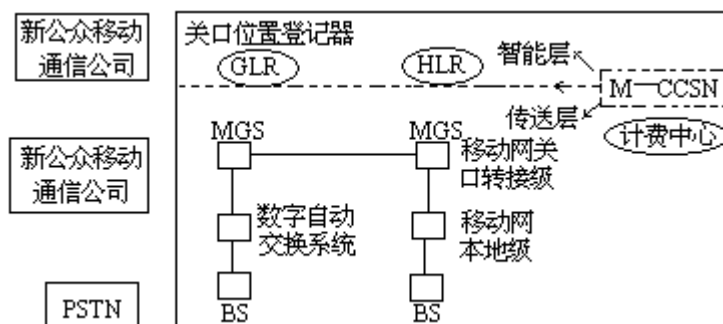 新公众移动
通信公司
关口位置登记器
GLR
HLR
智能层
M—CCSN
传送层
计费中心
新公众移动
通信公司
MGS
MGS
移动网关
口转接级
数字自动
交换系统
移动网
本地级
PSTN
BS
BS